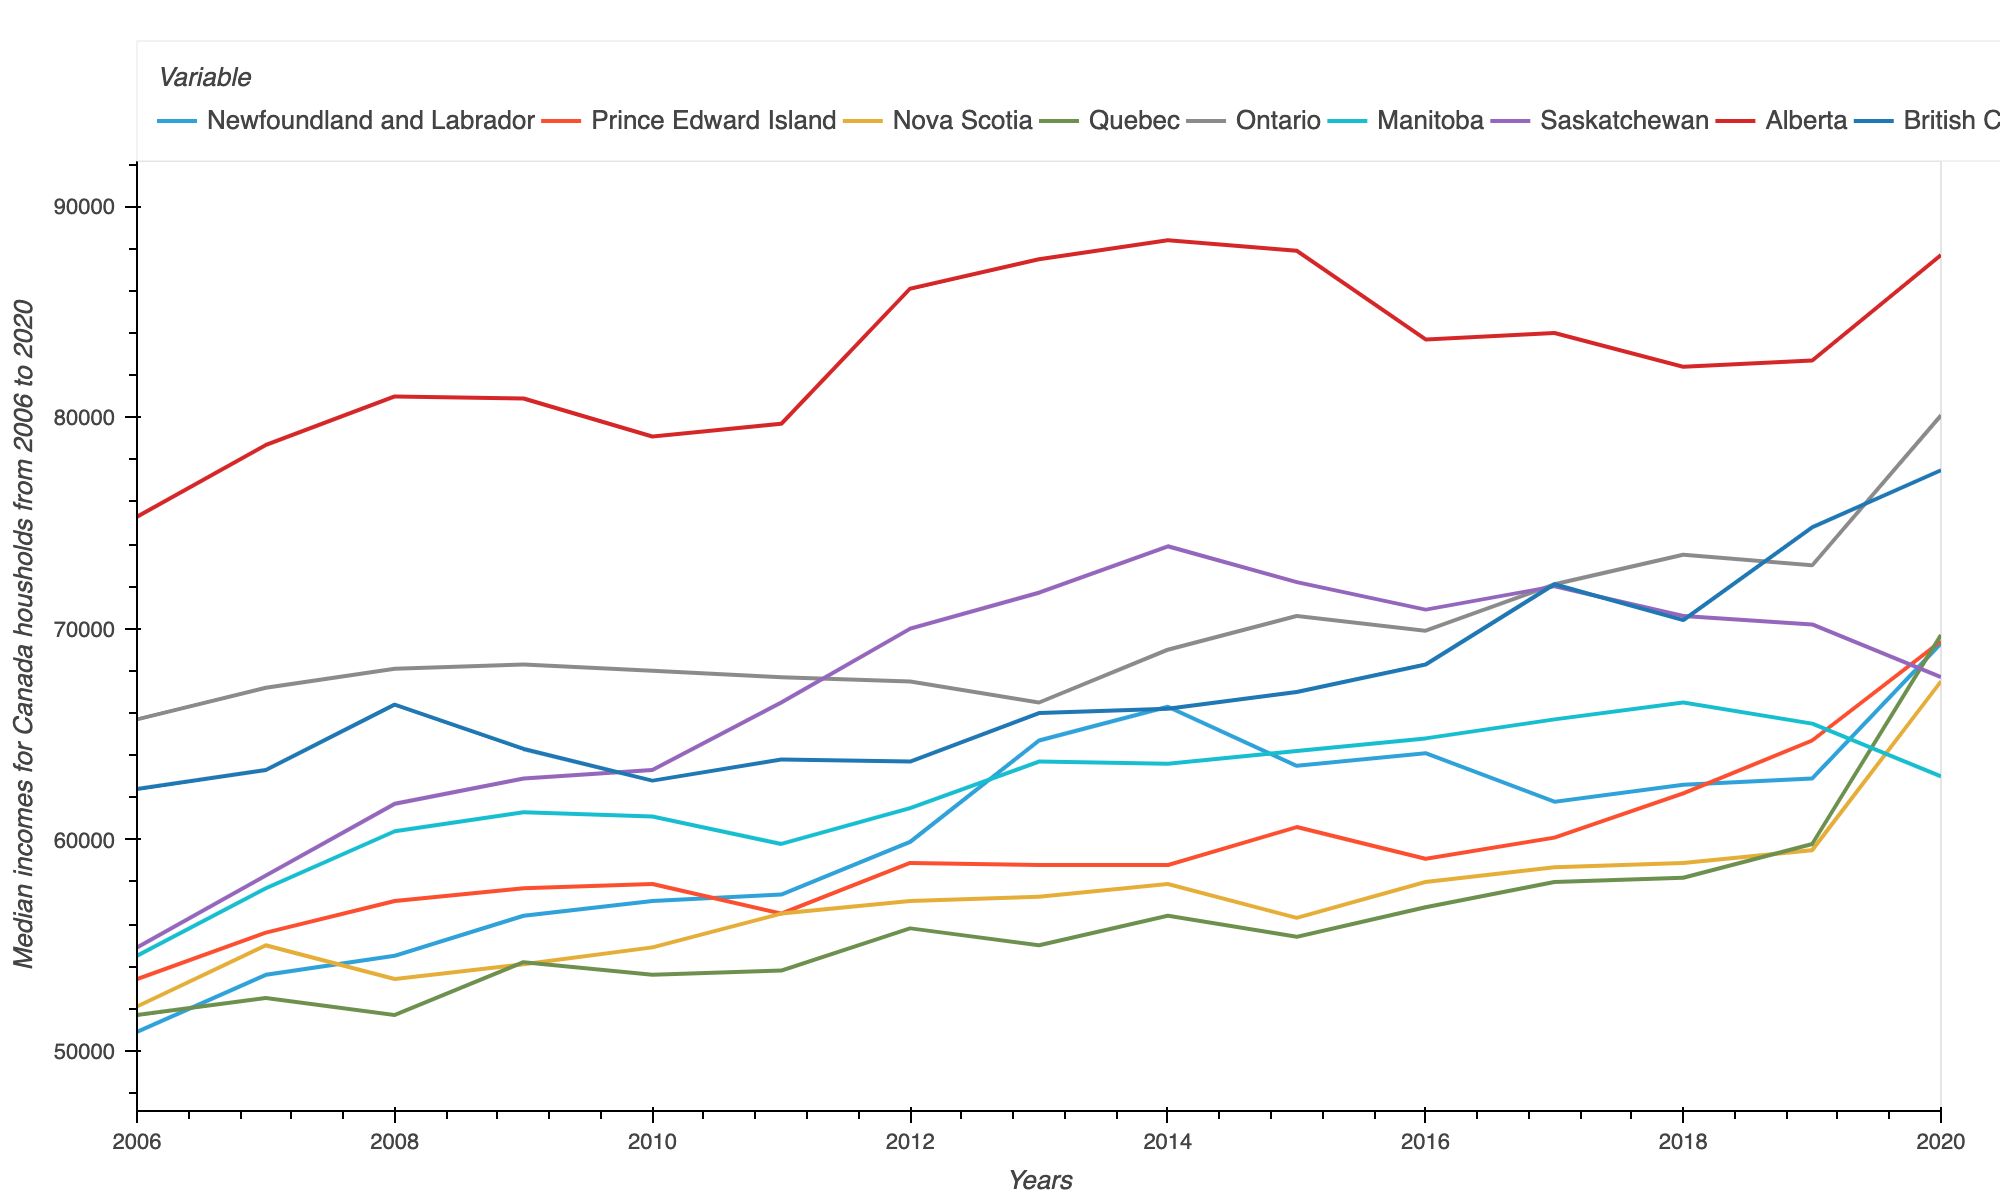 Variable
Newfoundland and Labrador Prince Edward Island Nova Scotia Quebec Ontario Manitoba Saskatchewan Alberta British C
90000
80000
70000
60000
50000
Median incomes for Canada housholds from 2006 to 2020
2006 2008 2010 2012 2014 2016 2018 2020
Years